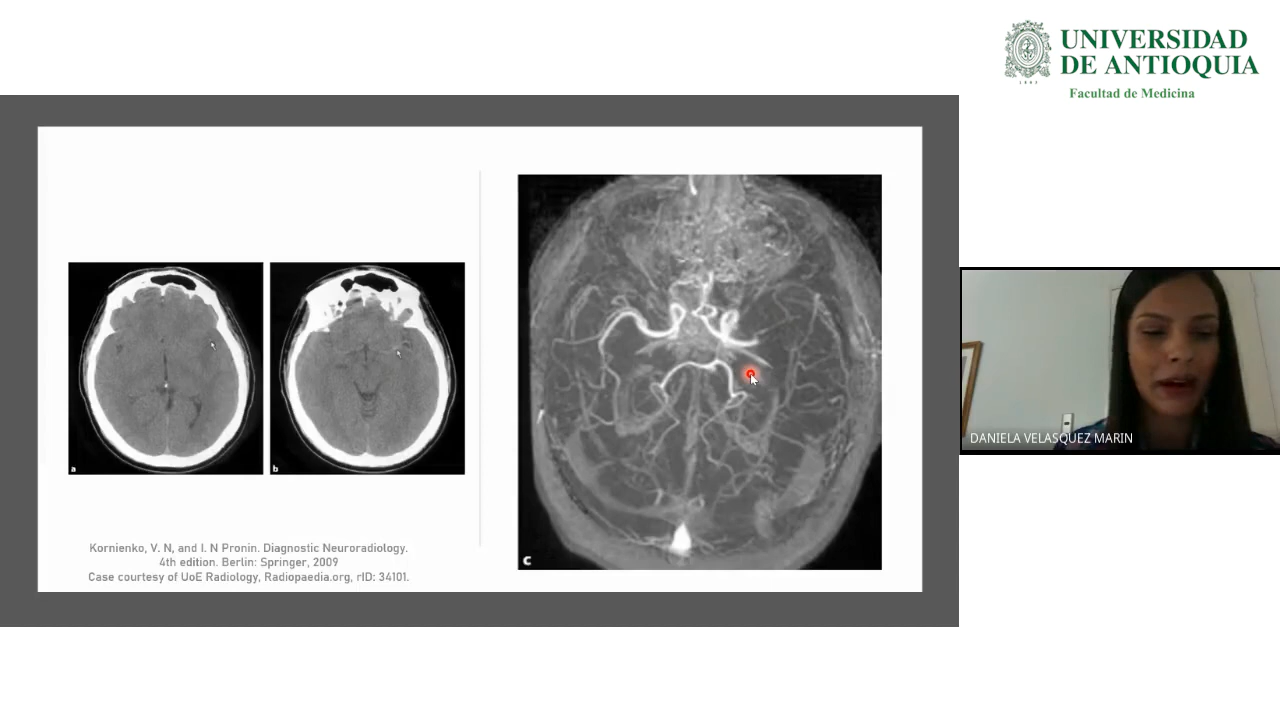 UNIVERSIDAD
DE ANTIOQUIA
1803
Facultad de Medicina
a
b
c
Kornienko, V. N, and I. N Pronin. Diagnostic Neuroradiology.
4th edition. Berlin: Springer, 2009
Case courtesy of UoE Radiology, Radiopaedia.org, rID: 34101.
DANIELA VELASQUEZ MARIN